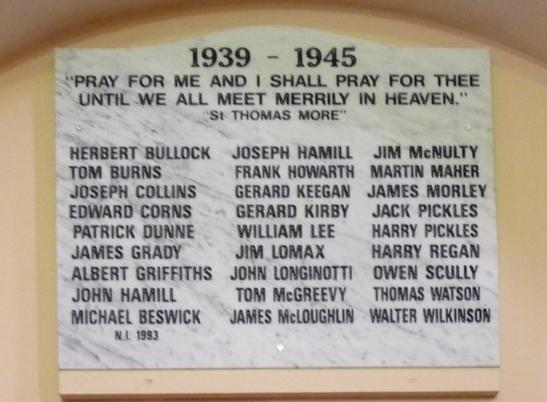 1939 - 1945
"PRAY FOR ME AND I SHALL PRAY FOR THEE
UNTIL WE ALL MEET MERRILY IN HEAVEN."
"St THOMAS MORE"
HERBERT BULLOCK JOSEPH HAMILL JIM McNULTY
TOM BURNS FRANK HOWARTH MARTIN MAHER
JOSEPH COLLINS GERARD KEEGAN JAMES MORLEY
EDWARD CORNS GERARD KIRBY JACK PICKLES
PATRICK DUNNE WILLIAM LEE HARRY PICKLES
JAMES GRADY JIM LOMAX HARRY REGAN
ALBERT GRIFFITHS JOHN LONGINOTTI OWEN SCULLY
JOHN HAMILL TOM McGREEVY THOMAS WATSON
MICHAEL BESWICK JAMES McLOUGHLIN WALTER WILKINSON
N.I. 1993